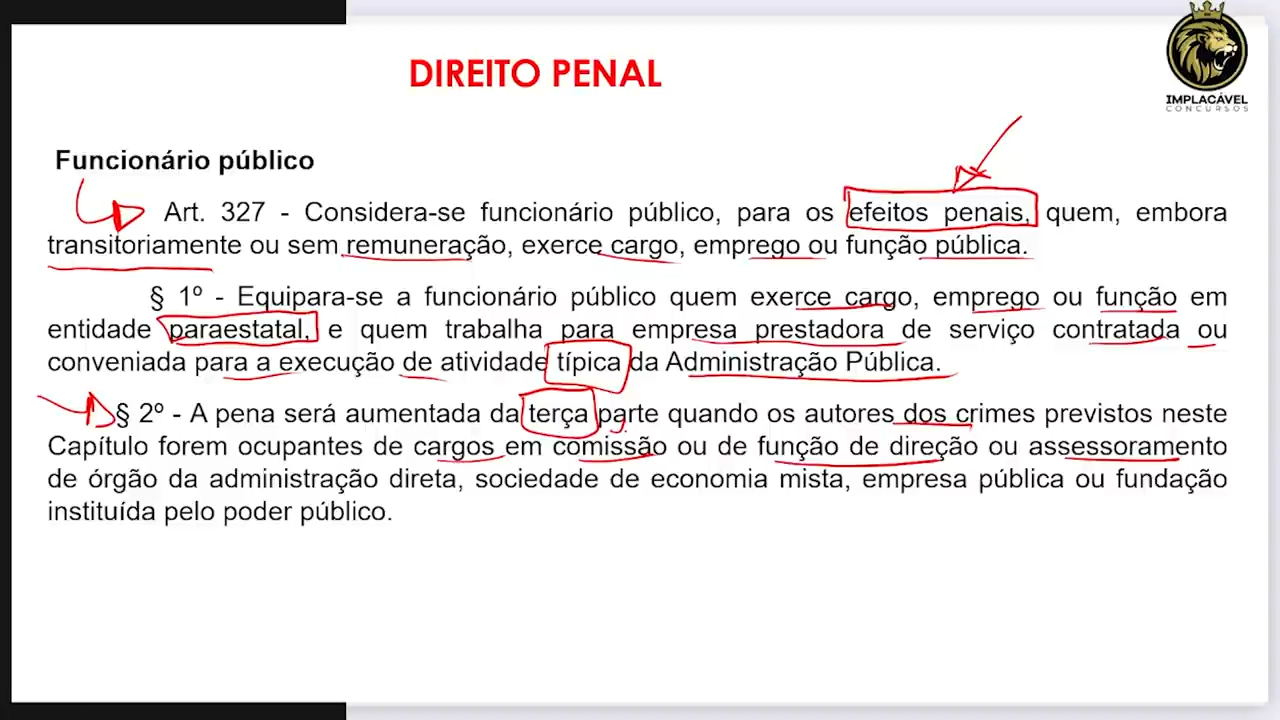 DIREITO PENAL
IMPLACÁVEL
CONCURSOS
Funcionário público
Art. 327 - Considera-se funcionário público, para os efeitos penais, quem, embora
transitoriamente ou sem remuneração, exerce cargo, emprego ou função pública.
§ 1º - Equipara-se a funcionário público quem exerce cargo, emprego ou função em
entidade paraestatal, e quem trabalha para empresa prestadora de serviço contratada ou
conveniada para a execução de atividade típica da Administração Pública.
§ 2º - A pena será aumentada da terça parte quando os autores dos crimes previstos neste
Capítulo forem ocupantes de cargos em comissão ou de função de direção ou assessoramento
de órgão da administração direta, sociedade de economia mista, empresa pública ou fundação
instituída pelo poder público.